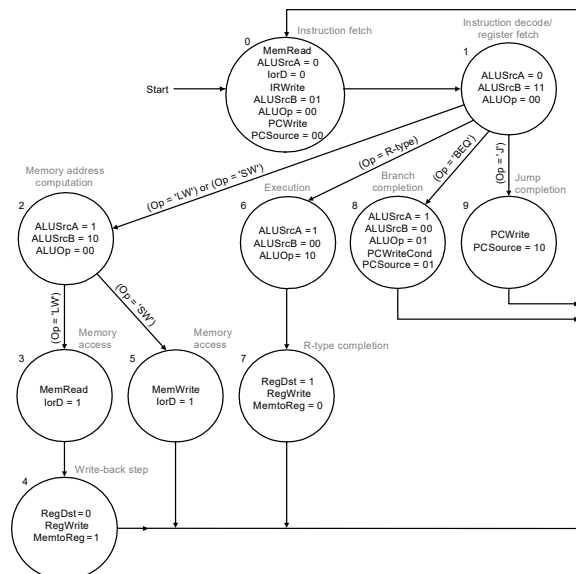 Instruction fetch
0
MemRead
ALUSrcA = 0
IorD = 0
IRWrite
ALUSrcB = 01
ALUOp = 00
PCWrite
PCSource = 00
Start
Instruction decode/
register fetch
1
ALUSrcA = 0
ALUSrcB = 11
ALUOp = 00
(Op = 'LW') or (Op = 'SW')
(Op = R-type)
(Op = 'BEQ')
(Op = 'J')
Memory address
computation
2
ALUSrcA = 1
ALUSrcB = 10
ALUOp = 00
Execution
6
ALUSrcA = 1
ALUSrcB = 00
ALUOp= 10
Branch
completion
8
ALUSrcA = 1
ALUSrcB = 00
ALUOp = 01
PCWriteCond
PCSource = 01
Jump
completion
9
PCWrite
PCSource = 10
(Op = 'LW')
(Op = 'SW')
Memory
access
3
MemRead
IorD = 1
Memory
access
5
MemWrite
IorD = 1
R-type completion
7
RegDst = 1
RegWrite
MemtoReg = 0
Write-back step
4
RegDst = 0
RegWrite
MemtoReg = 1